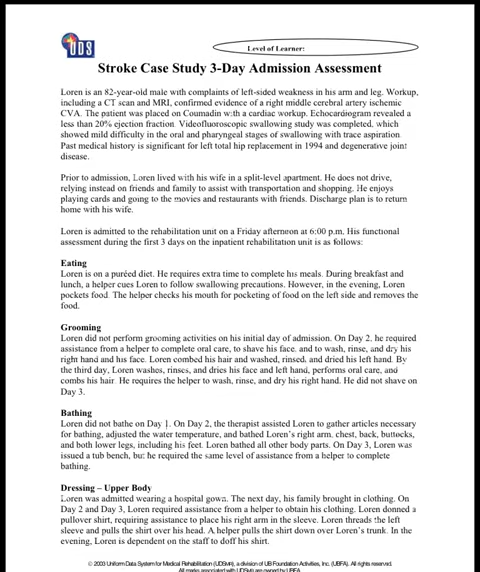 UDS
Level of Learner:
Stroke Case Study 3-Day Admission Assessment
Loren is an 82-year-old male with complaints of left-sided weakness in his arm and leg. Workup,
including a CT scan and MRI, confirmed evidence of a right middle cerebral artery ischemic
CVA. The patient was placed on Coumadin with a cardiac workup. Echocardiogram revealed a
less than 20% ejection fraction. Videofluoroscopic swallowing study was completed, which
showed mild difficulty in the oral and pharyngeal stages of swallowing with trace aspiration.
Past medical history is significant for left total hip replacement in 1994 and degenerative joint
disease.
Prior to admission, Loren lived with his wife in a split-level apartment. He does not drive,
relying instead on friends and family to assist with transportation and shopping. He enjoys
playing cards and going to the movies and restaurants with friends. Discharge plan is to return
home with his wife.
Loren is admitted to the rehabilitation unit on a Friday afternoon at 6:00 p.m. His functional
assessment during the first 3 days on the inpatient rehabilitation unit is as follows:
Eating
Loren is on a puréed diet. He requires extra time to complete his meals. During breakfast and
lunch, a helper cues Loren to follow swallowing precautions. However, in the evening, Loren
pockets food. The helper checks his mouth for pocketing of food on the left side and removes the
food.
Grooming
Loren did not perform grooming activities on his initial day of admission. On Day 2, he required
assistance from a helper to complete oral care, to shave his face, and to wash, rinse, and dry his
right hand and his face. Loren combed his hair and washed, rinsed, and dried his left hand. By
the third day, Loren washes, rinses, and dries his face and left hand, performs oral care, and
combs his hair. He requires the helper to wash, rinse, and dry his right hand. He did not shave on
Day 3.
Bathing
Loren did not bathe on Day 1. On Day 2, the therapist assisted Loren to gather articles necessary
for bathing, adjusted the water temperature, and bathed Loren's right arm, chest, back, buttocks,
and both lower legs, including his feet. Loren bathed all other body parts. On Day 3, Loren was
issued a tub bench, but he required the same level of assistance from a helper to complete
bathing.
Dressing – Upper Body
Loren was admitted wearing a hospital gown. The next day, his family brought in clothing. On
Day 2 and Day 3, Loren required assistance from a helper to obtain his clothing. Loren donned a
pullover shirt, requiring assistance to place his right arm in the sleeve. Loren threads the left
sleeve and pulls the shirt over his head. A helper pulls the shirt down over Loren's trunk. In the
evening, Loren is dependent on the staff to doff his shirt.
© 2003 Uniform Data System for Medical Rehabilitation (UDSMR), a division of UB Foundation Activities, Inc. (UBFA). All rights reserved.
All marks associated with UDSMR are owned by UBFA.